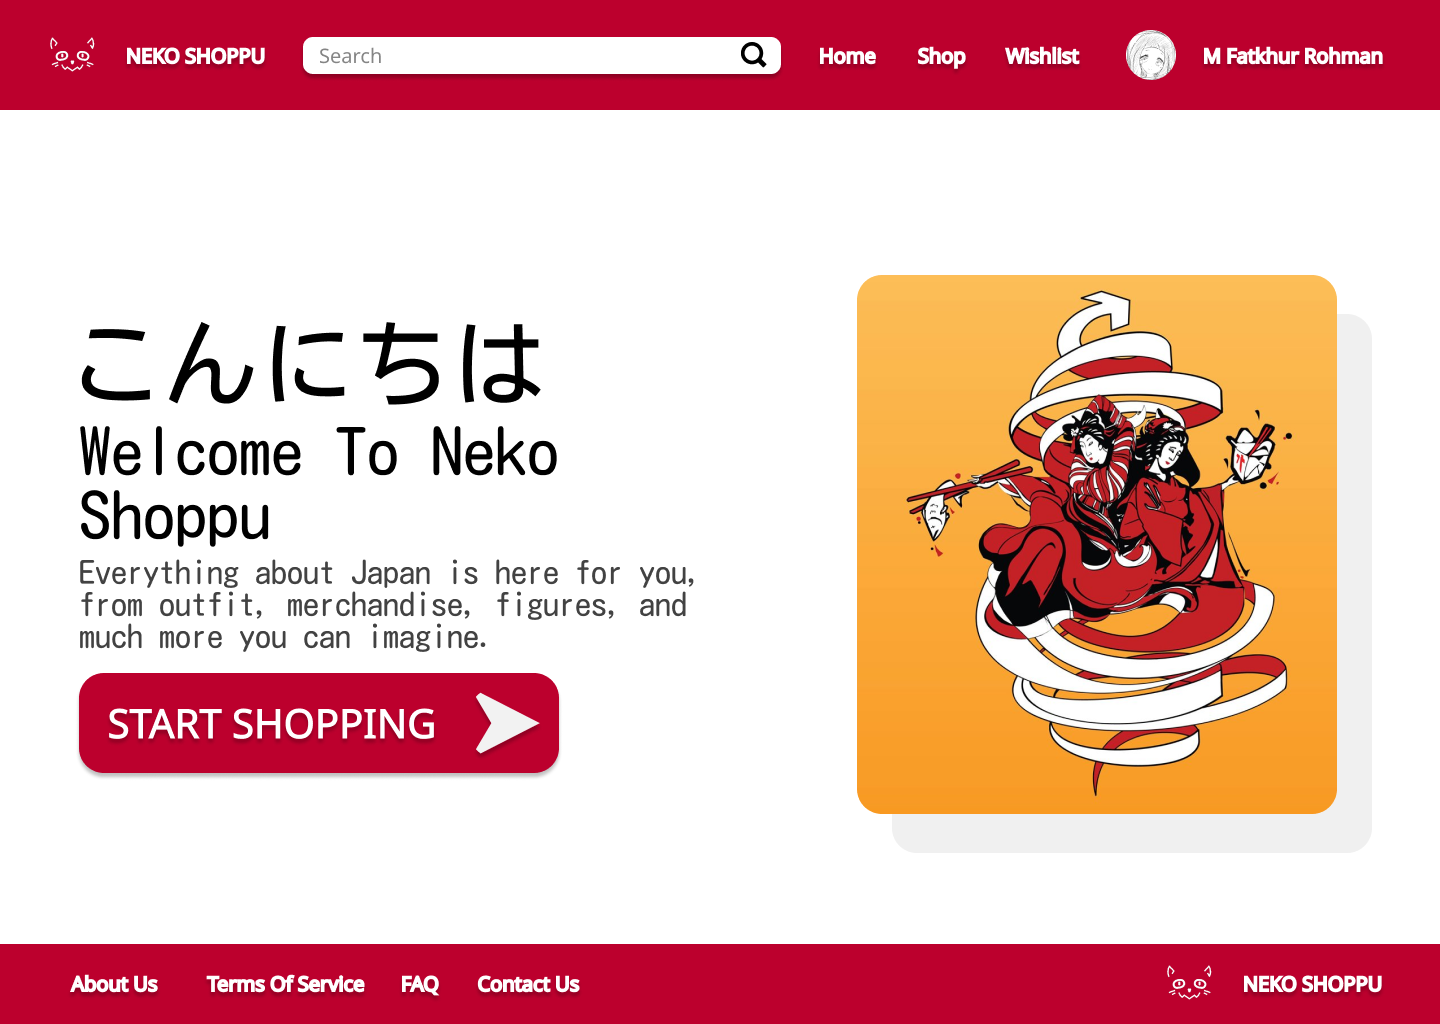 NEKO SHOPPU
Search
Home
Shop
Wishlist
M Fatkhur Rohman
こんにちは
Welcome To Neko
Shoppu
Everything about Japan is here for you,
from outfit, merchandise, figures, and
much more you can imagine.
START SHOPPING
About Us
Terms Of Service
FAQ
Contact Us
NEKO SHOPPU